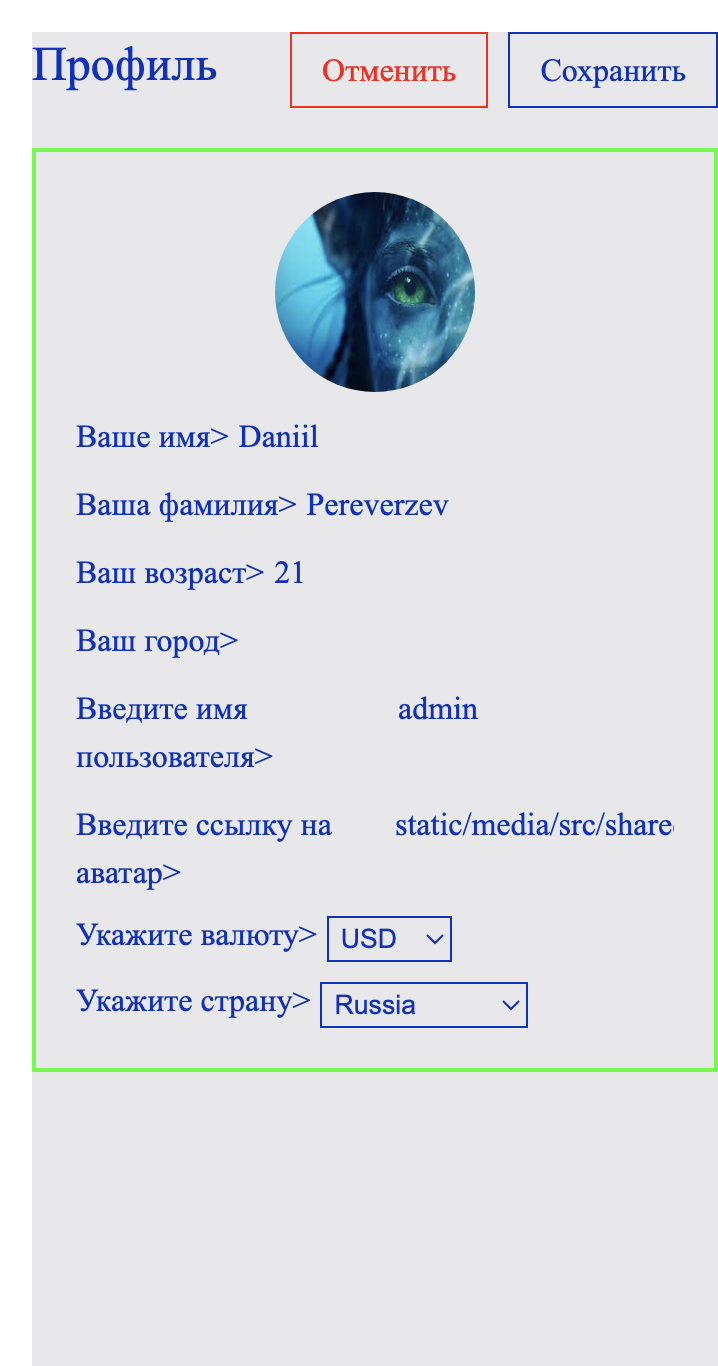 Профиль
Отменить
Сохранить
Ваше имя> Daniil
Ваша фамилия> Pereverzev
Ваш возраст> 21
Ваш город>
Введите имя
пользователя>
admin
Введите ссылку на
аватар>
static/media/src/share
Укажите валюту> USD
Укажите страну> Russia